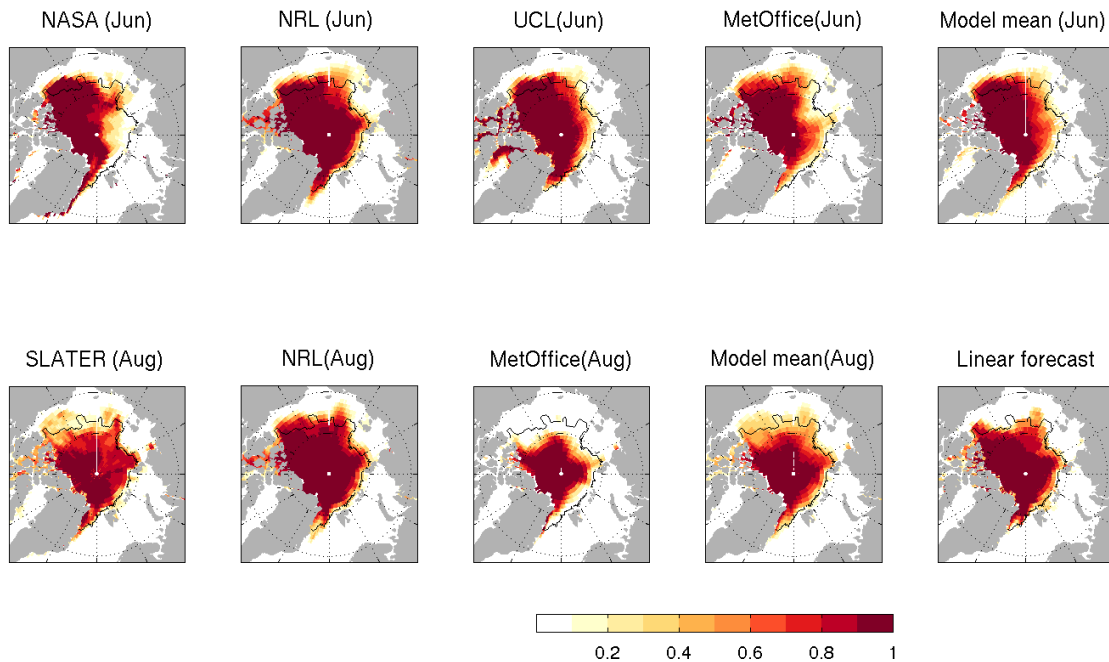 NASA (Jun) NRL (Jun) UCL(Jun) MetOffice(Jun) Model mean (Jun)
SLATER (Aug) NRL(Aug) MetOffice(Aug) Model mean(Aug) Linear forecast
0.2 0.4 0.6 0.8 1